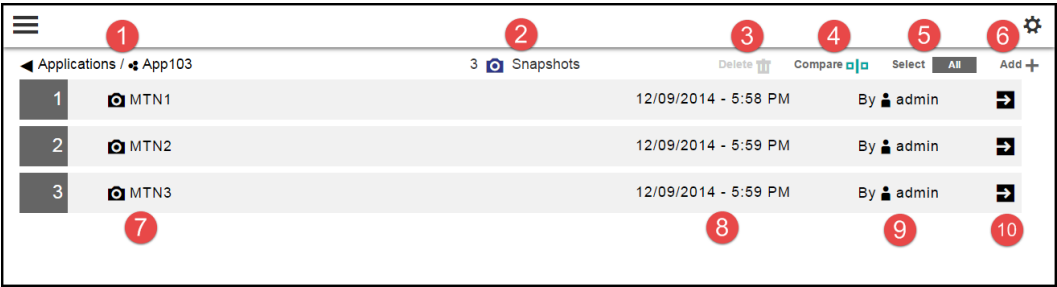 1 2 3 4 5 6
Applications / App103 3 Snapshots Delete Compare Select All Add
1 MTN1 12/09/2014 - 5:58 PM By admin
2 MTN2 12/09/2014 - 5:59 PM By admin
3 MTN3 12/09/2014 - 5:59 PM By admin
7 8 9 10